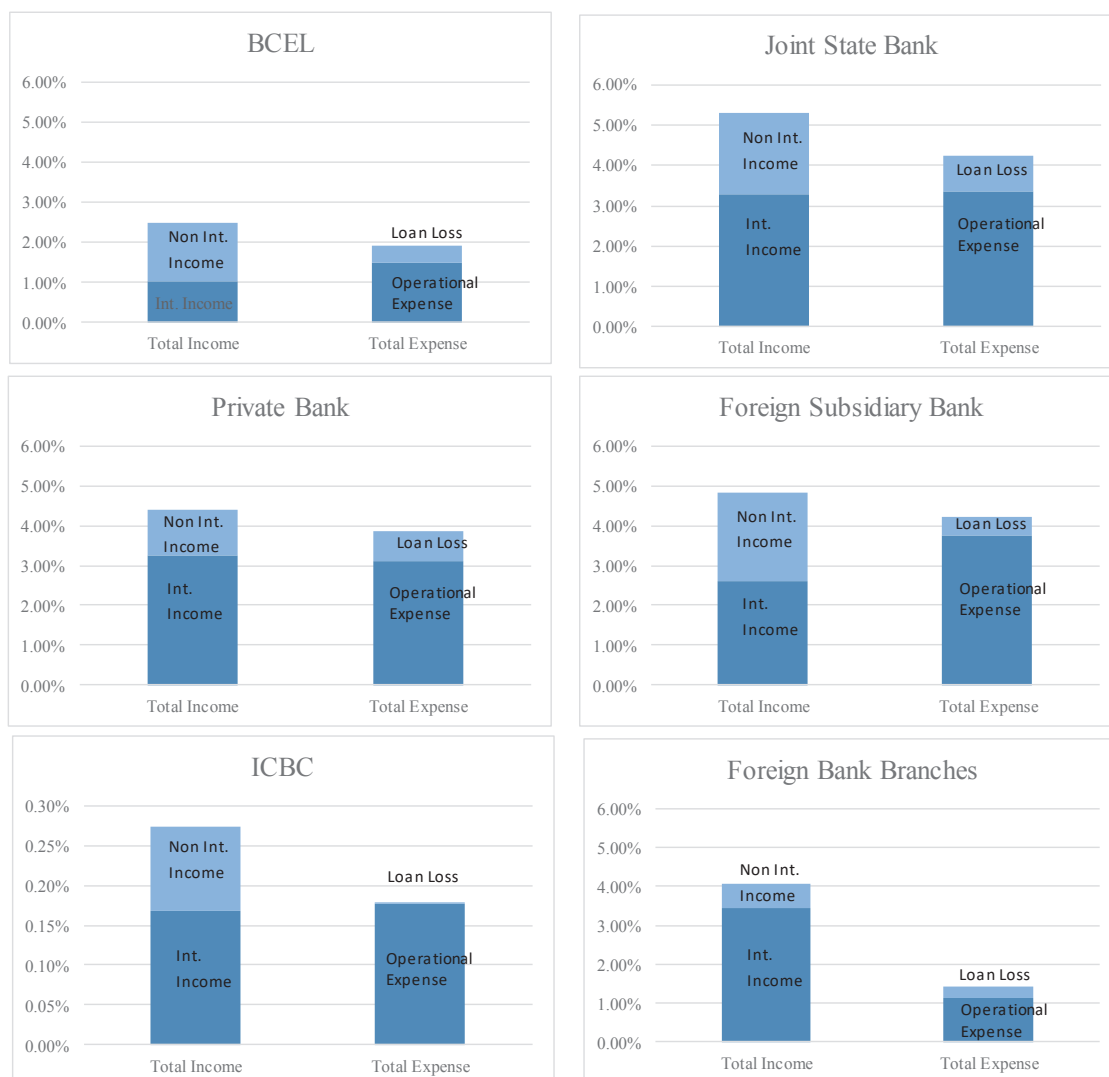 BCEL
6.00%
5.00%
4.00%
3.00%
2.00%
1.00%
0.00%
Non Int.
Income
Int. Income
Loan Loss
Operational
Expense
Total Income
Total Expense
Joint State Bank
6.00%
5.00%
4.00%
3.00%
2.00%
1.00%
0.00%
Non Int.
Income
Int.
Income
Loan Loss
Operational
Expense
Total Income
Total Expense
Private Bank
6.00%
5.00%
4.00%
3.00%
2.00%
1.00%
0.00%
Non Int.
Income
Int.
Income
Loan Loss
Operational
Expense
Total Income
Total Expense
Foreign Subsidiary Bank
6.00%
5.00%
4.00%
3.00%
2.00%
1.00%
0.00%
Non Int.
Income
Int.
Income
Loan Loss
Operational
Expense
Total Income
Total Expense
ICBC
0.30%
0.25%
0.20%
0.15%
0.10%
0.05%
0.00%
Non Int.
Income
Int.
Income
Loan Loss
Operational
Expense
Total Income
Total Expense
Foreign Bank Branches
6.00%
5.00%
4.00%
3.00%
2.00%
1.00%
0.00%
Non Int.
Income
Int.
Income
Loan Loss
Operational
Expense
Total Income
Total Expense